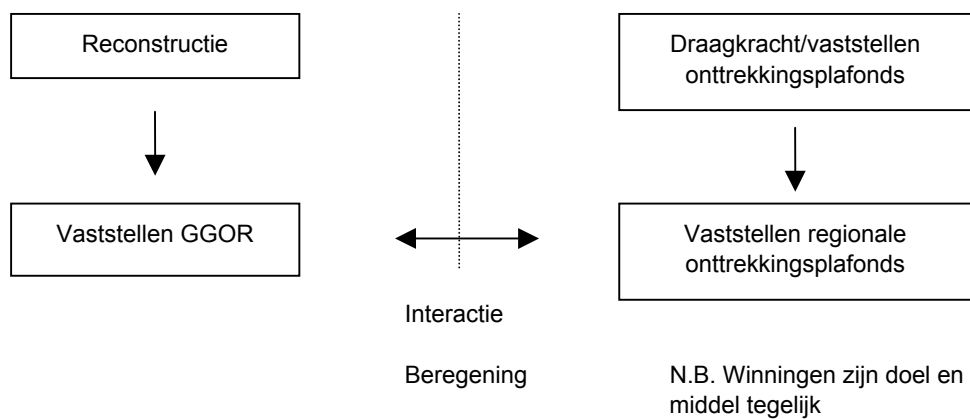 Reconstructie
Draagkracht/vaststellen
onttrekkingsplafonds
Vaststellen GGOR
Vaststellen regionale
onttrekkingsplafonds
Interactie
Beregening
N.B. Winningen zijn doel en
middel tegelijk